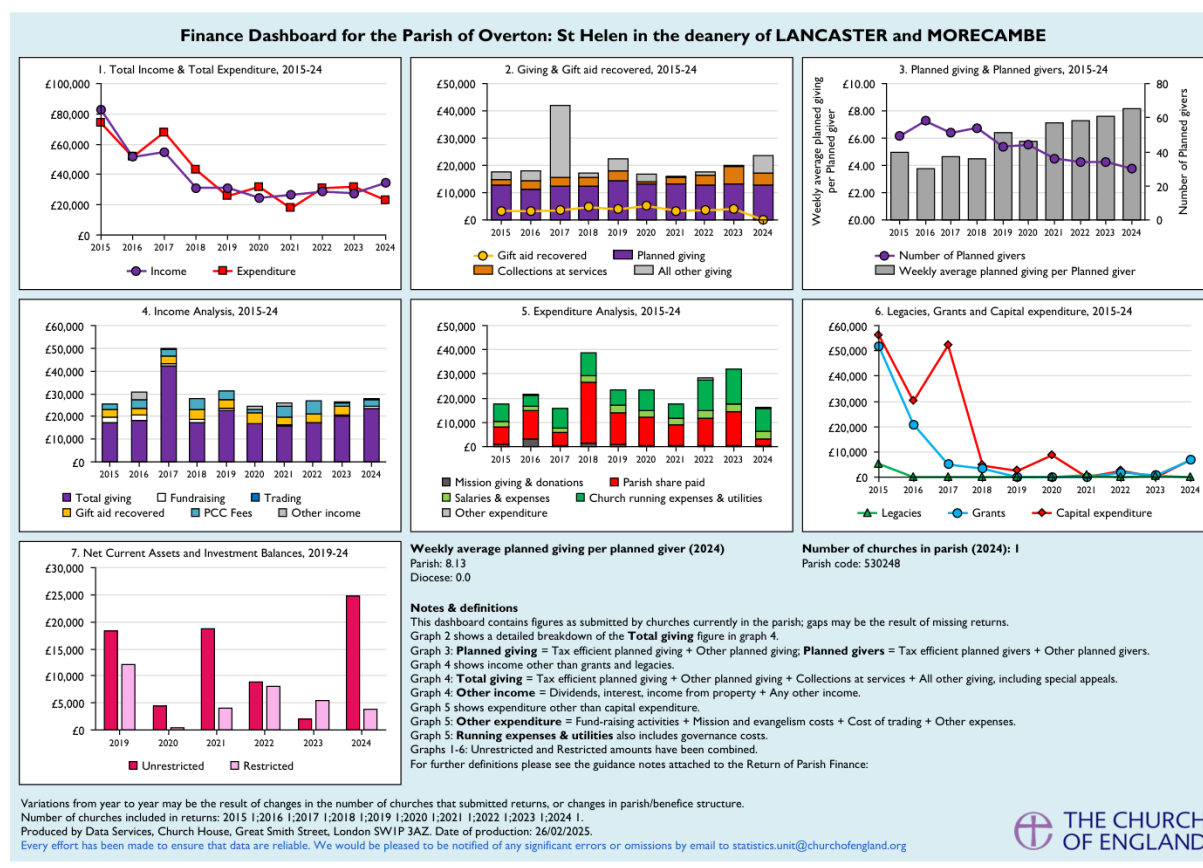 Finance Dashboard for the Parish of Overton: St Helen in the deanery of LANCASTER and MORECAMBE
1. Total Income & Total Expenditure, 2015-24
£100,000
£80,000
£60,000
£40,000
£20,000
£0
2015 2016 2017 2018 2019 2020 2021 2022 2023 2024
Income Expenditure
2. Giving & Gift aid recovered, 2015-24
£50,000
£40,000
£30,000
£20,000
£10,000
£0
2015 2016 2017 2018 2019 2020 2021 2022 2023 2024
Gift aid recovered Planned giving
Collections at services All other giving
3. Planned giving & Planned givers, 2015-24
Weekly average planned giving
per Planned giver
£10.00
£8.00
£6.00
£4.00
£2.00
£0.00
80
60
40
20
0
Number of Planned givers
2015 2016 2017 2018 2019 2020 2021 2022 2023 2024
Number of Planned givers
Weekly average planned giving per Planned giver
4. Income Analysis, 2015-24
£60,000
£50,000
£40,000
£30,000
£20,000
£10,000
£0
2015 2016 2017 2018 2019 2020 2021 2022 2023 2024
Total giving Fundraising Trading
Gift aid recovered PCC Fees Other income
5. Expenditure Analysis, 2015-24
£50,000
£40,000
£30,000
£20,000
£10,000
£0
2015 2016 2017 2018 2019 2020 2021 2022 2023 2024
Mission giving & donations Parish share paid
Salaries & expenses Church running expenses & utilities
Other expenditure
6. Legacies, Grants and Capital expenditure, 2015-24
£60,000
£50,000
£40,000
£30,000
£20,000
£10,000
£0
2015 2016 2017 2018 2019 2020 2021 2022 2023 2024
Legacies Grants Capital expenditure
7. Net Current Assets and Investment Balances, 2019-24
£30,000
£25,000
£20,000
£15,000
£10,000
£5,000
£0
2019 2020 2021 2022 2023 2024
Unrestricted Restricted
Weekly average planned giving per planned giver (2024)
Parish: 8.13
Diocese: 0.0
Number of churches in parish (2024): 1
Parish code: 530248
Notes & definitions
This dashboard contains figures as submitted by churches currently in the parish; gaps may be the result of missing returns.
Graph 2 shows a detailed breakdown of the Total giving figure in graph 4.
Graph 3: Planned giving = Tax efficient planned giving + Other planned giving; Planned givers = Tax efficient planned givers + Other planned givers.
Graph 4 shows income other than grants and legacies.
Graph 4: Total giving = Tax efficient planned giving + Other planned giving + Collections at services + All other giving, including special appeals.
Graph 4: Other income = Dividends, interest, income from property + Any other income.
Graph 5 shows expenditure other than capital expenditure.
Graph 5: Other expenditure = Fund-raising activities + Mission and evangelism costs + Cost of trading + Other expenses.
Graph 5: Running expenses & utilities also includes governance costs.
Graphs 1-6: Unrestricted and Restricted amounts have been combined.
For further definitions please see the guidance notes attached to the Return of Parish Finance:
Variations from year to year may be the result of changes in the number of churches that submitted returns, or changes in parish/benefice structure.
Number of churches included in returns: 2015 1;2016 1;2017 1;2018 1;2019 1;2020 1;2021 1;2022 1;2023 1;2024 1.
Produced by Data Services, Church House, Great Smith Street, London SW1P 3AZ. Date of production: 26/02/2025.
Every effort has been made to ensure that data are reliable. We would be pleased to be notified of any significant errors or omissions by email to statistics.unit@churchofengland.org
THE CHURCH
OF ENGLAND